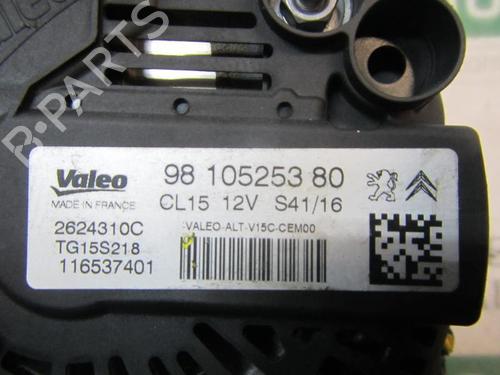 Valeo
MADE IN FRANCE
98 105253 80
CL15 12V S41/16
2624310C
TG15S218
116537401
VALEO-ALT-V15C-CEM00
B-PARTS